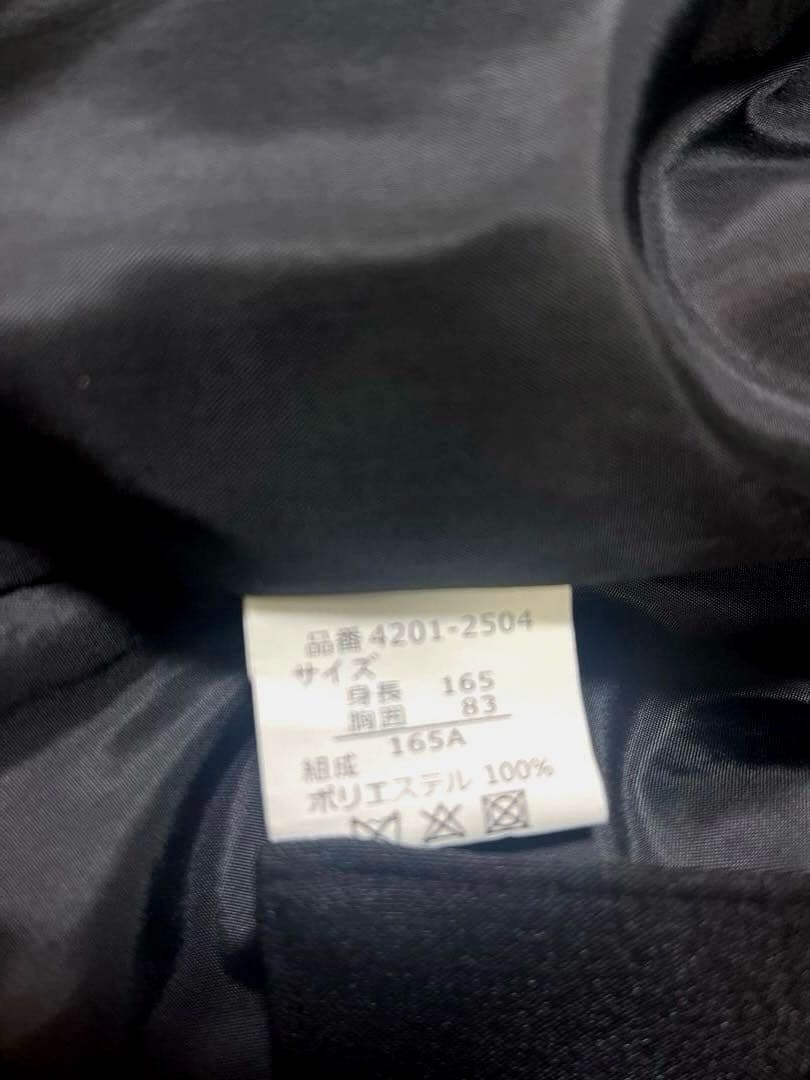 品番 4201-2504
サイズ
身長 165
胸囲 83
165A
組成
ポリエステル 100%